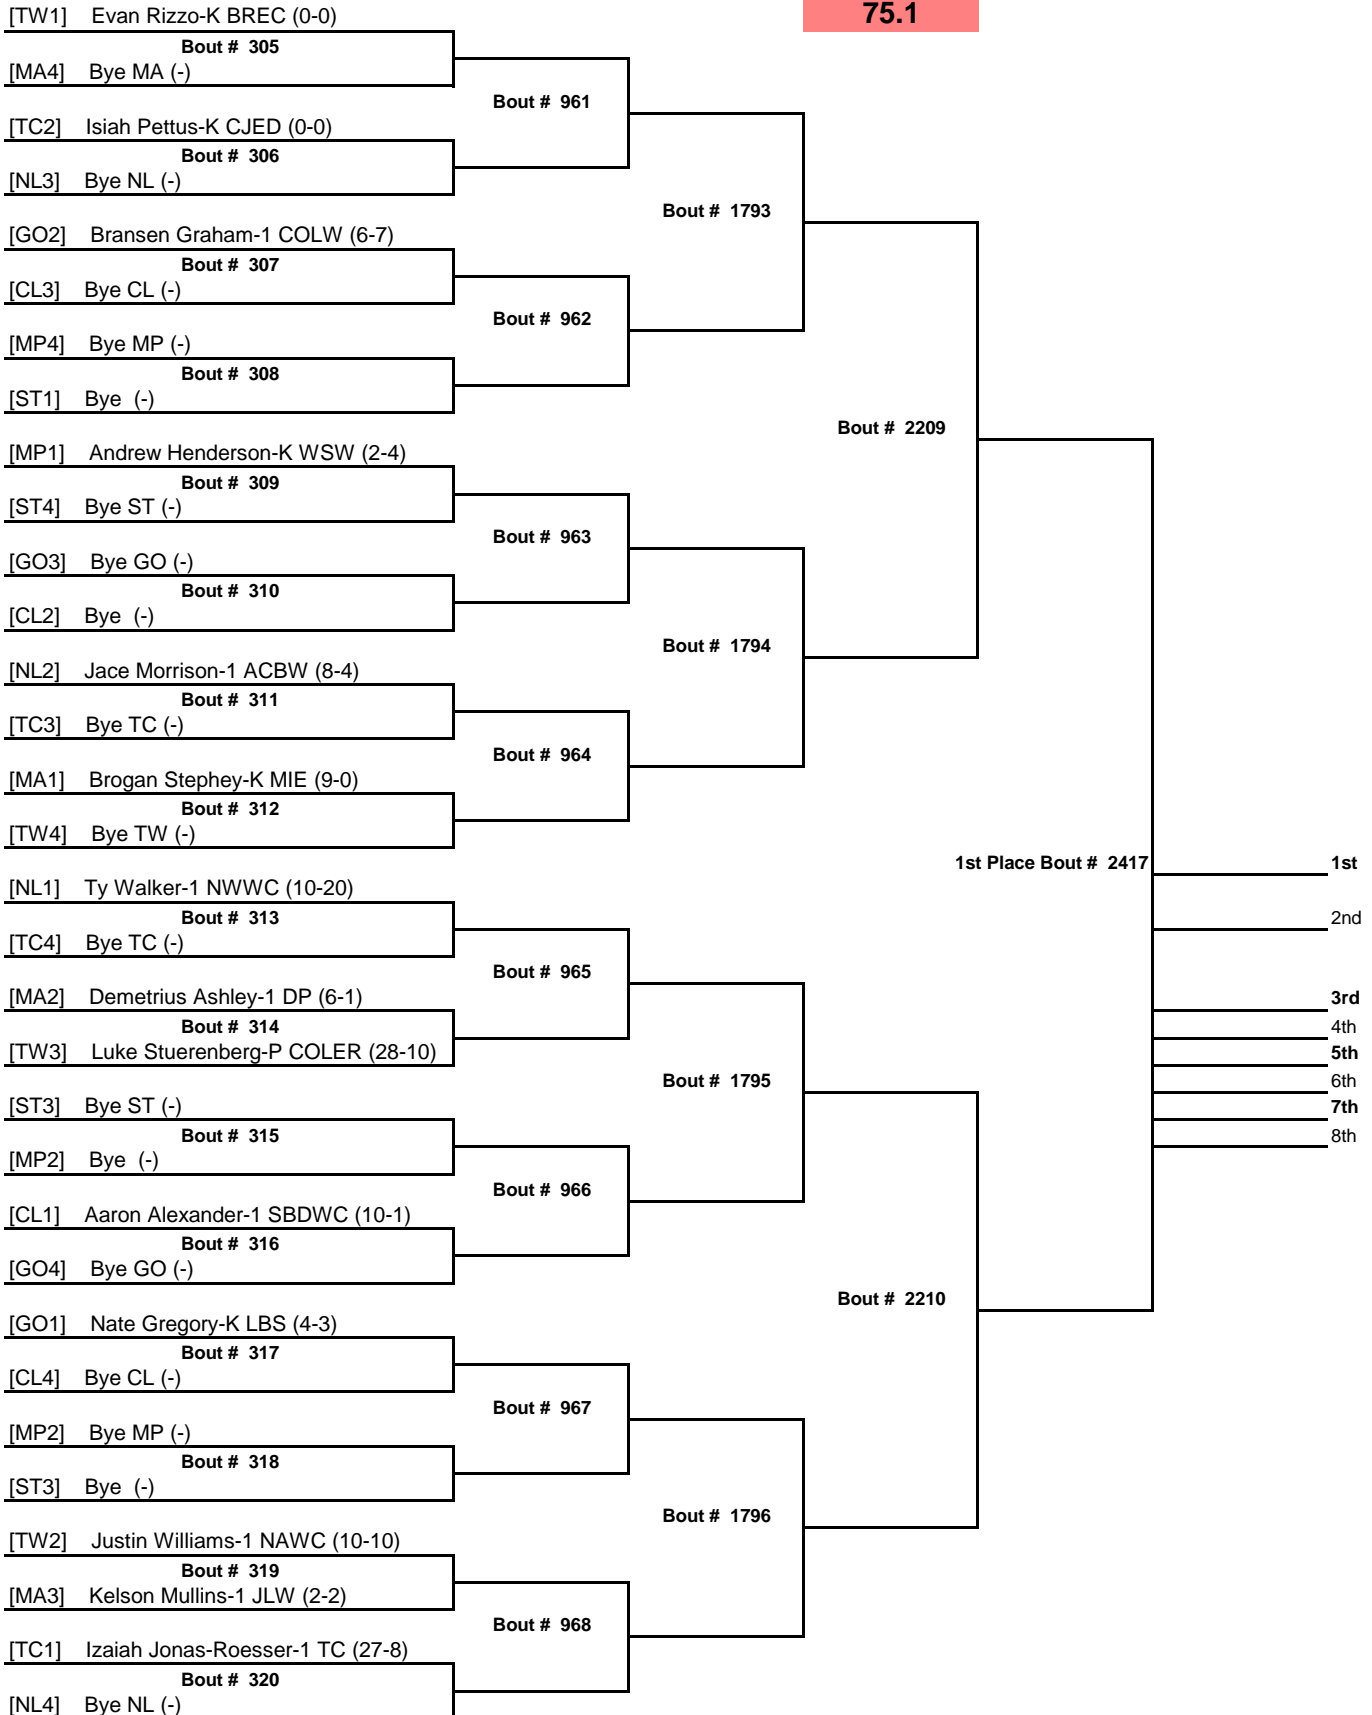 [TW1] Evan Rizzo-K BREC (0-0)
75.1
Bout # 305
[MA4] Bye MA (-)
Bout # 961
[TC2] Isiah Pettus-K CJED (0-0)
Bout # 306
[NL3] Bye NL (-)
Bout # 1793
[GO2] Bransen Graham-1 COLW (6-7)
Bout # 307
[CL3] Bye CL (-)
Bout # 962
[MP4] Bye MP (-)
Bout # 308
[ST1] Bye (-)
Bout # 2209
[MP1] Andrew Henderson-K WSW (2-4)
Bout # 309
[ST4] Bye ST (-)
Bout # 963
[GO3] Bye GO (-)
Bout # 310
[CL2] Bye (-)
Bout # 1794
[NL2] Jace Morrison-1 ACBW (8-4)
Bout # 311
[TC3] Bye TC (-)
Bout # 964
[MA1] Brogan Stephey-K MIE (9-0)
Bout # 312
[TW4] Bye TW (-)
1st Place Bout # 2417
1st
[NL1] Ty Walker-1 NWWC (10-20)
Bout # 313
2nd
[TC4] Bye TC (-)
Bout # 965
[MA2] Demetrius Ashley-1 DP (6-1)
3rd
Bout # 314
4th
[TW3] Luke Stuerenberg-P COLER (28-10)
5th
Bout # 1795
6th
[ST3] Bye ST (-)
7th
Bout # 315
8th
[MP2] Bye (-)
Bout # 966
[CL1] Aaron Alexander-1 SBDWC (10-1)
Bout # 316
[GO4] Bye GO (-)
Bout # 2210
[GO1] Nate Gregory-K LBS (4-3)
Bout # 317
[CL4] Bye CL (-)
Bout # 967
[MP2] Bye MP (-)
Bout # 318
[ST3] Bye (-)
Bout # 1796
[TW2] Justin Williams-1 NAWC (10-10)
Bout # 319
[MA3] Kelson Mullins-1 JLW (2-2)
Bout # 968
[TC1] Izaiah Jonas-Roesser-1 TC (27-8)
Bout # 320
[NL4] Bye NL (-)